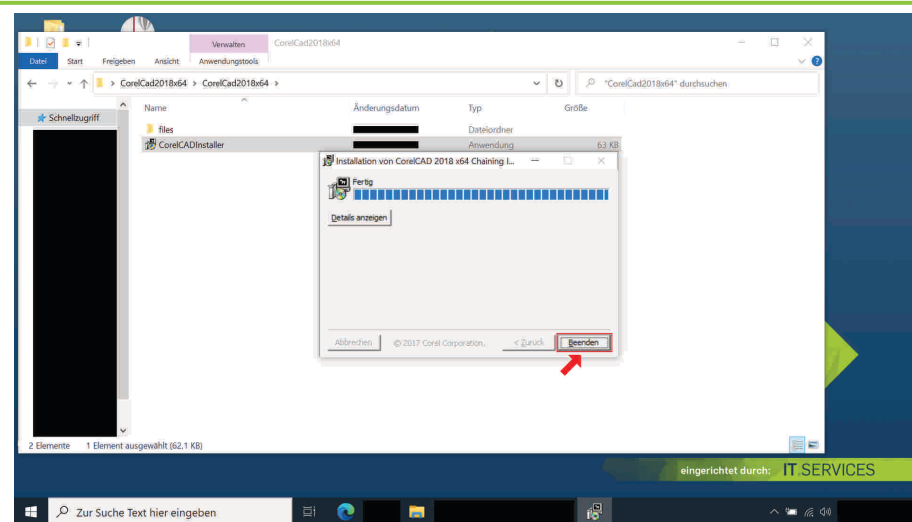 Verwalten CorelCad2018x64
Datei Start Freigeben Ansicht Anwendungstools
> CorelCad2018x64 > CorelCad2018x64 >
"CorelCad2018x64" durchsuchen
Schnellzugriff
Name Änderungsdatum Typ Größe
files Dateiordner
CorelCADInstaller Anwendung 63 KB
Installation von CorelCAD 2018 x64 Chaining I...
Fertig
Details anzeigen
Abbrechen © 2017 Corel Corporation. < Zurück Beenden
2 Elemente 1 Element ausgewählt (62,1 KB)
eingerichtet durch: IT.SERVICES
Zur Suche Text hier eingeben